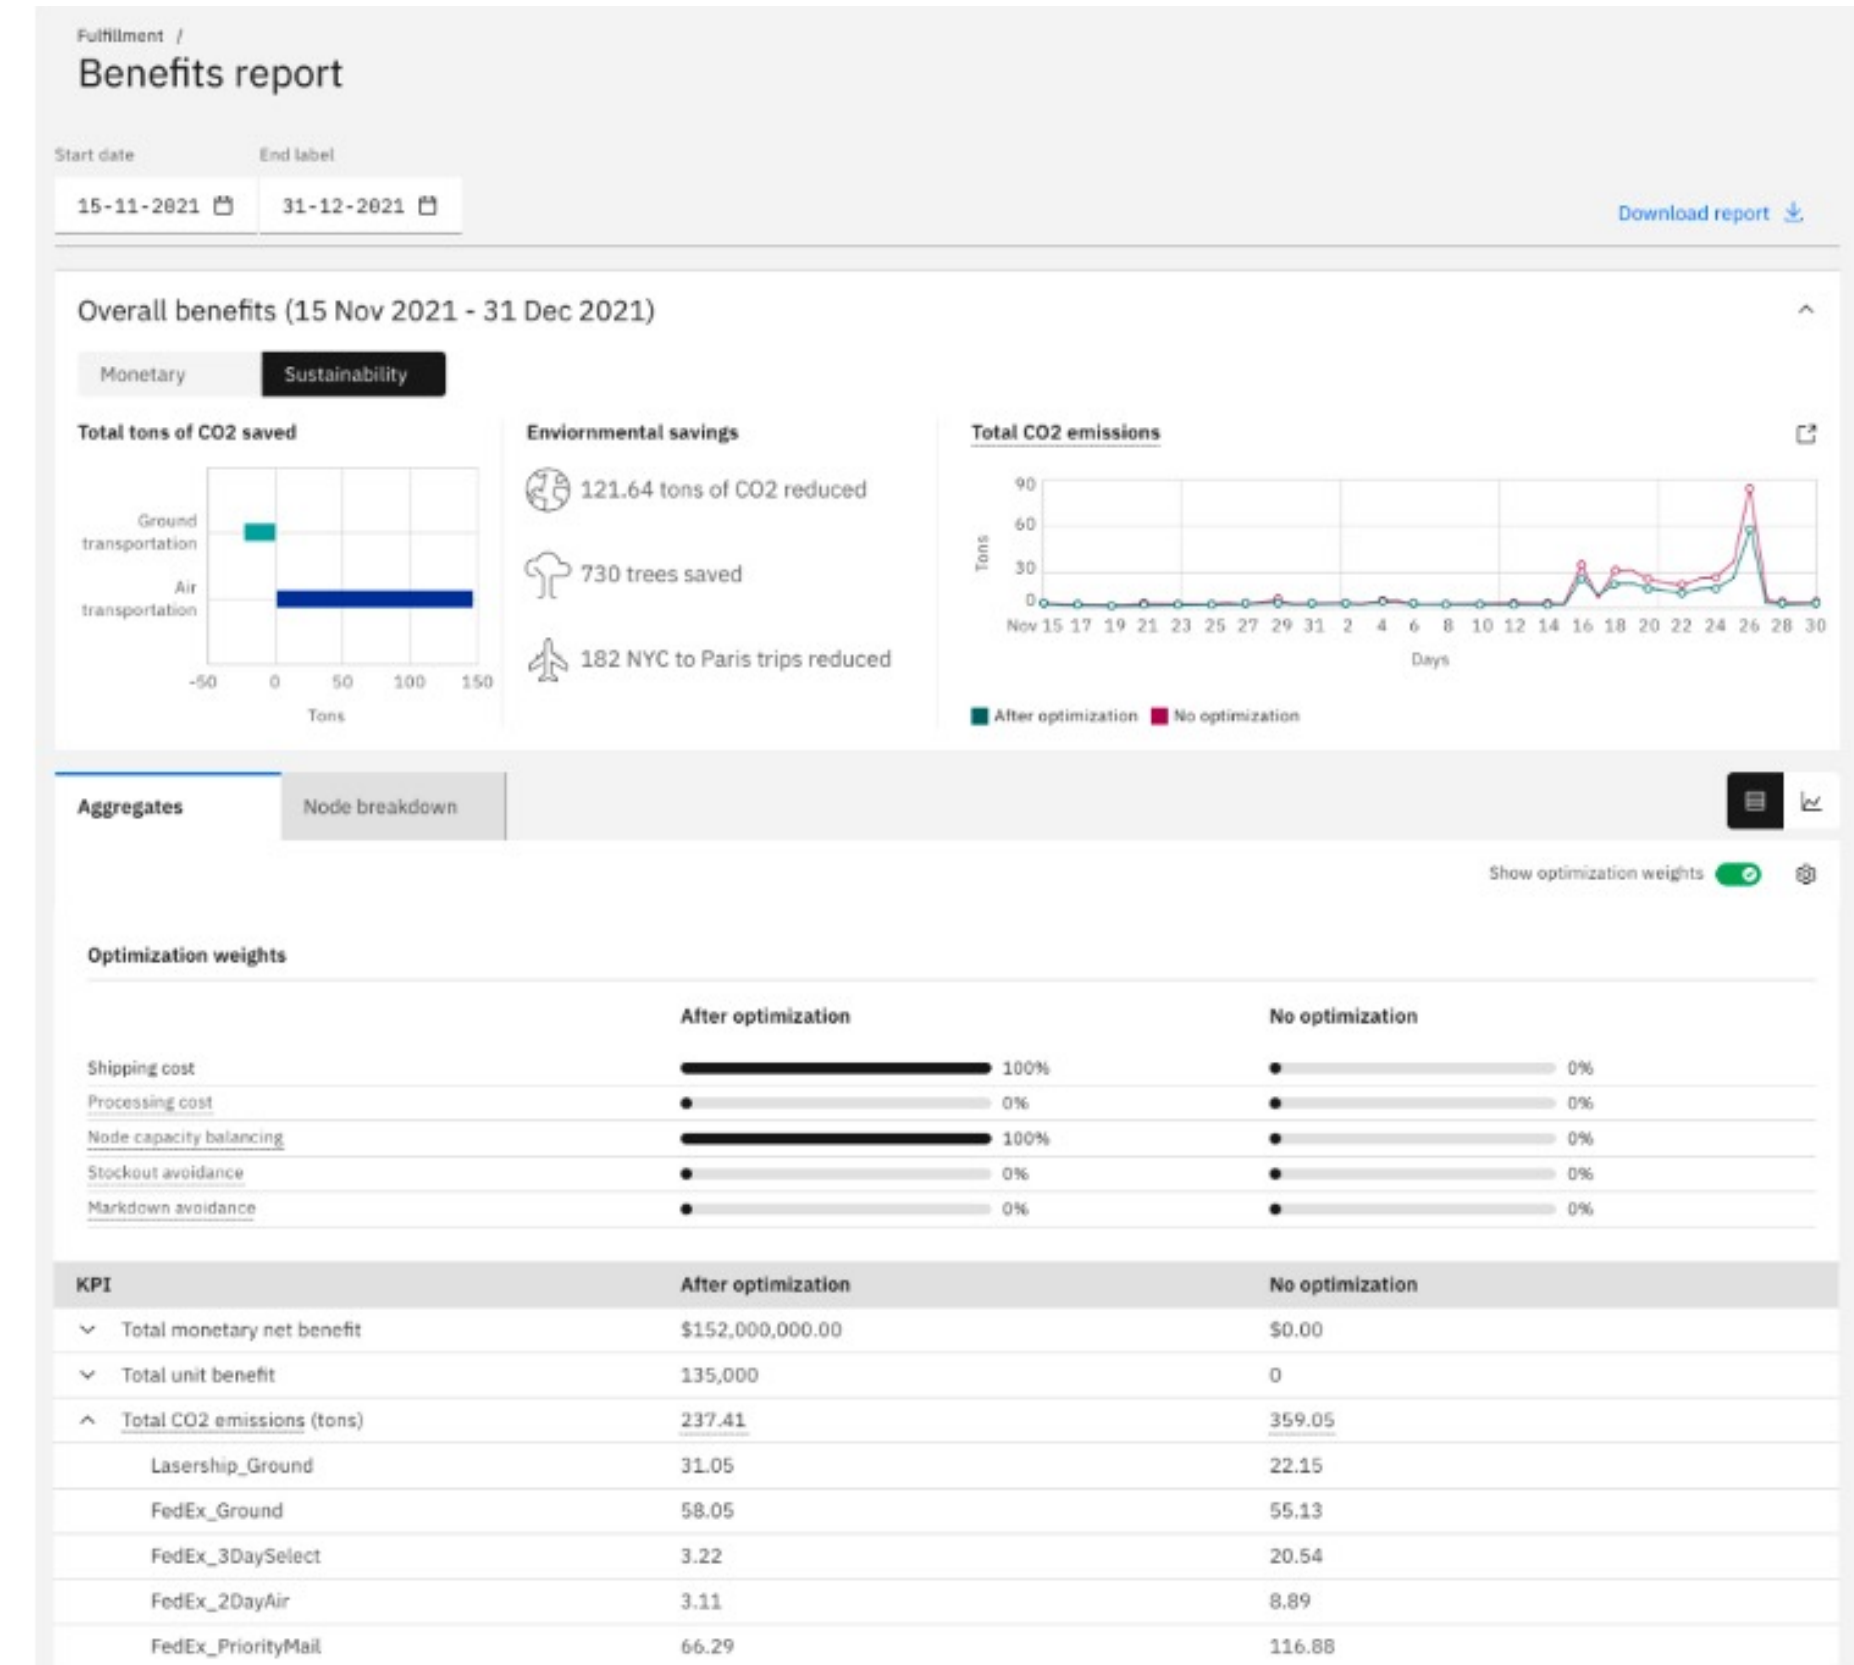 Fulfillment /
Benefits report
Start date End label
15-11-2021 31-12-2021
Download report
Overall benefits (15 Nov 2021 - 31 Dec 2021)
Monetary Sustainability
Total tons of CO2 saved
Ground
transportation
Air
transportation
-50 0 50 100 150
Tons
Enviornmental savings
121.64 tons of CO2 reduced
730 trees saved
182 NYC to Paris trips reduced
Total CO2 emissions
90
60
30
0
Tons
Nov 15 17 19 21 23 25 27 29 31 2 4 6 8 10 12 14 16 18 20 22 24 26 28 30
Days
After optimization No optimization
Aggregates Node breakdown
Show optimization weights
Optimization weights
After optimization No optimization
Shipping cost 100% 0%
Processing cost 0% 0%
Node capacity balancing 100% 0%
Stockout avoidance 0% 0%
Markdown avoidance 0% 0%
KPI After optimization No optimization
Total monetary net benefit $152,000,000.00 $0.00
Total unit benefit 135,000 0
Total CO2 emissions (tons) 237.41 359.05
Lasership_Ground 31.05 22.15
FedEx_Ground 58.05 55.13
FedEx_3DaySelect 3.22 20.54
FedEx_2DayAir 3.11 8.89
FedEx_PriorityMail 66.29 116.88